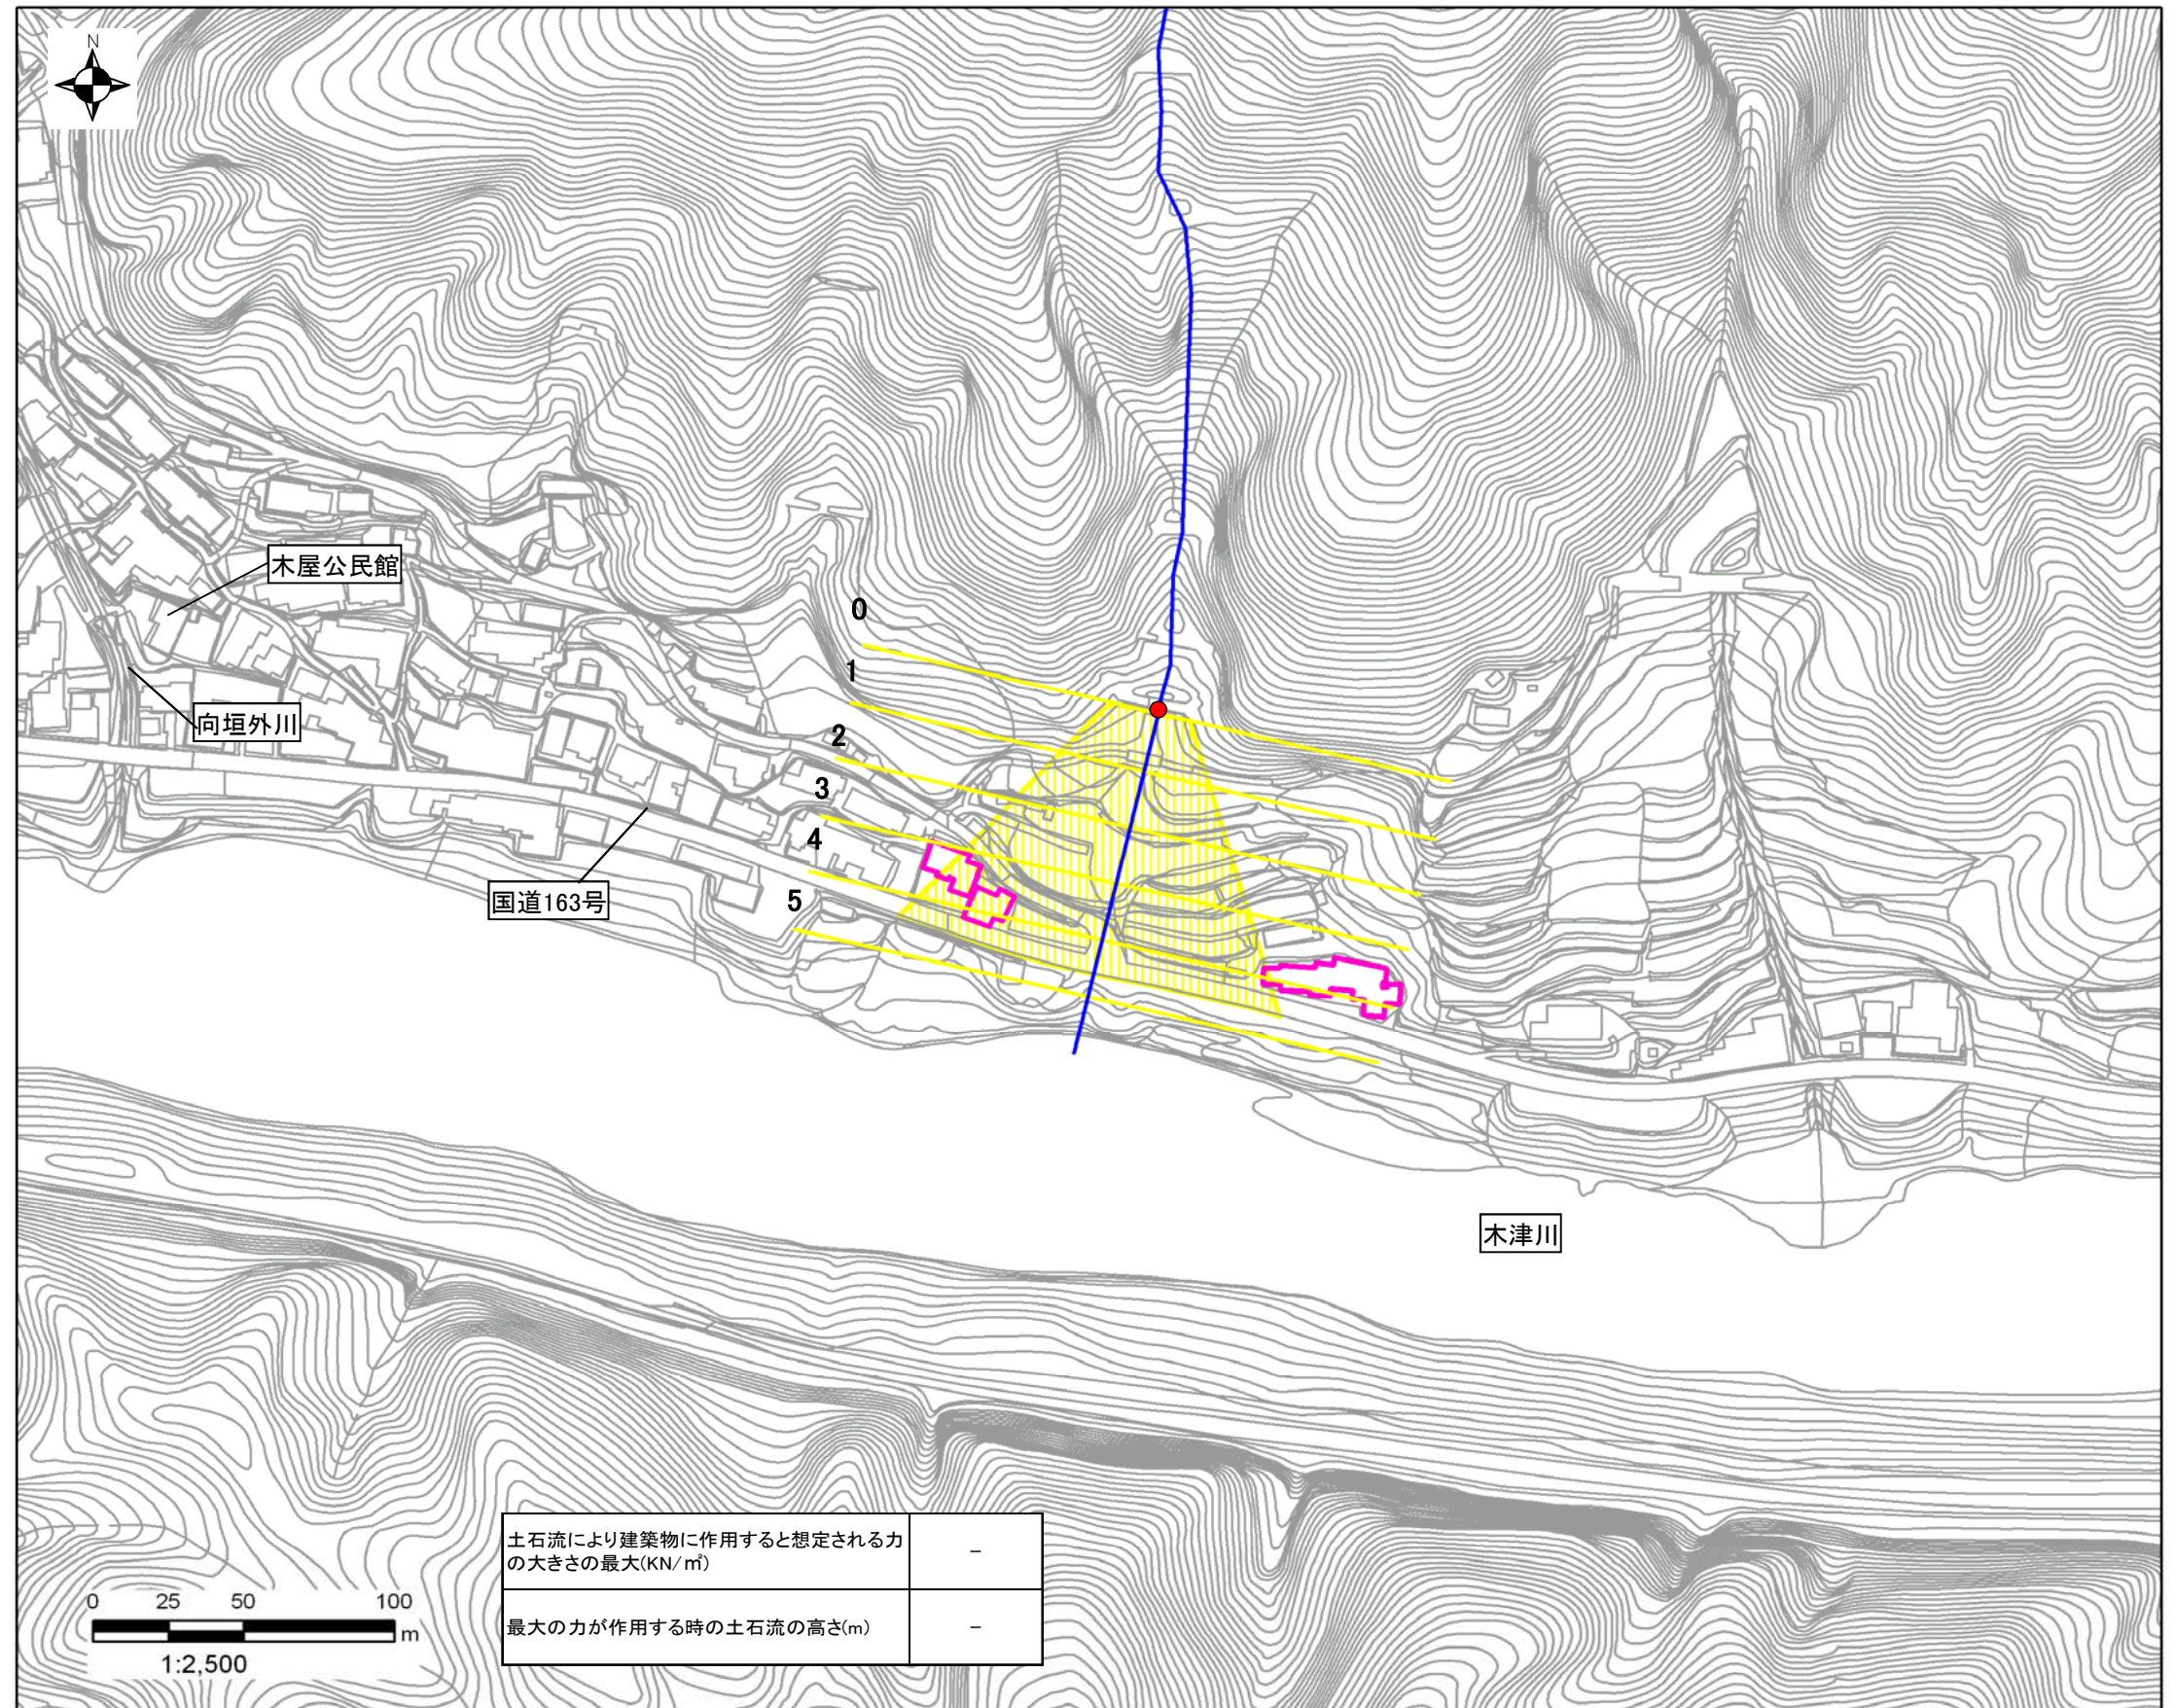 N
木屋公民館
0
1
向垣外川
2
3
4
国道163号
5
木津川
土石流により建築物に作用すると想定される力
の大きさの最大(KN/㎡)
－
最大の力が作用する時の土石流の高さ(m)
－
0 25 50 100
m
1:2,500